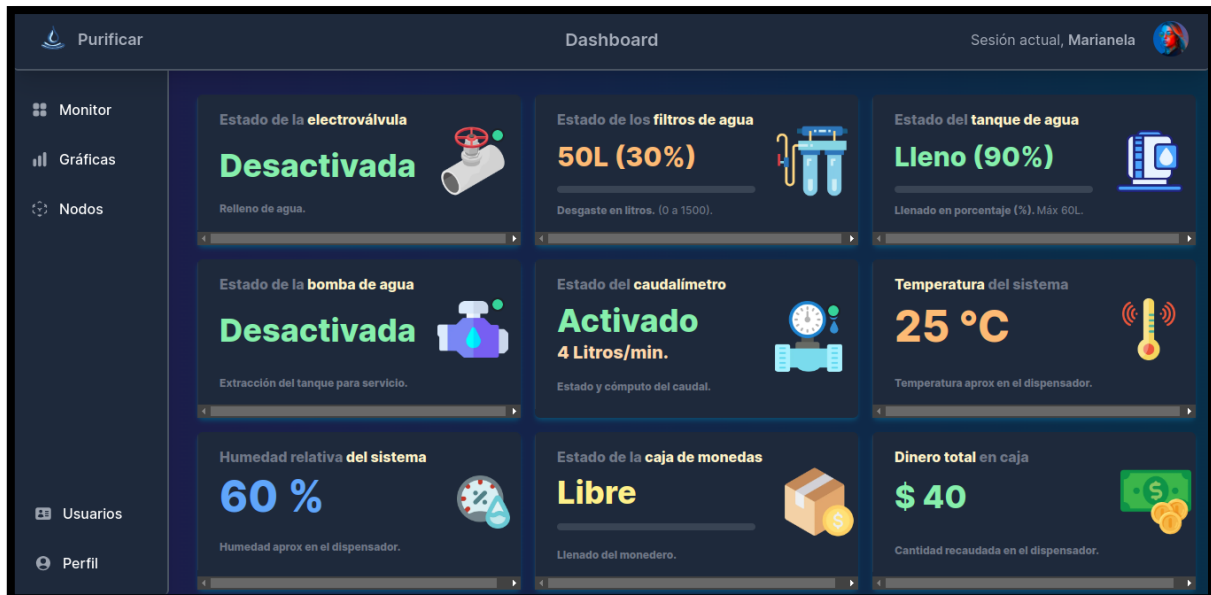 Purificar
Dashboard
Sesión actual, Marianela
Monitor
Gráficas
Nodos
Usuarios
Perfil
Estado de la electroválvula
Desactivada
Relleno de agua.
Estado de los filtros de agua
50L (30%)
Desgaste en litros. (0 a 1500).
Estado del tanque de agua
Lleno (90%)
Llenado en porcentaje (%). Máx 60L.
Estado de la bomba de agua
Desactivada
Extracción del tanque para servicio.
Estado del caudalímetro
Activado
4 Litros/min.
Estado y cómputo del caudal.
Temperatura del sistema
25 °C
Temperatura aprox en el dispensador.
Humedad relativa del sistema
60 %
Humedad aprox en el dispensador.
Estado de la caja de monedas
Libre
Llenado del monedero.
Dinero total en caja
$ 40
Cantidad recaudada en el dispensador.